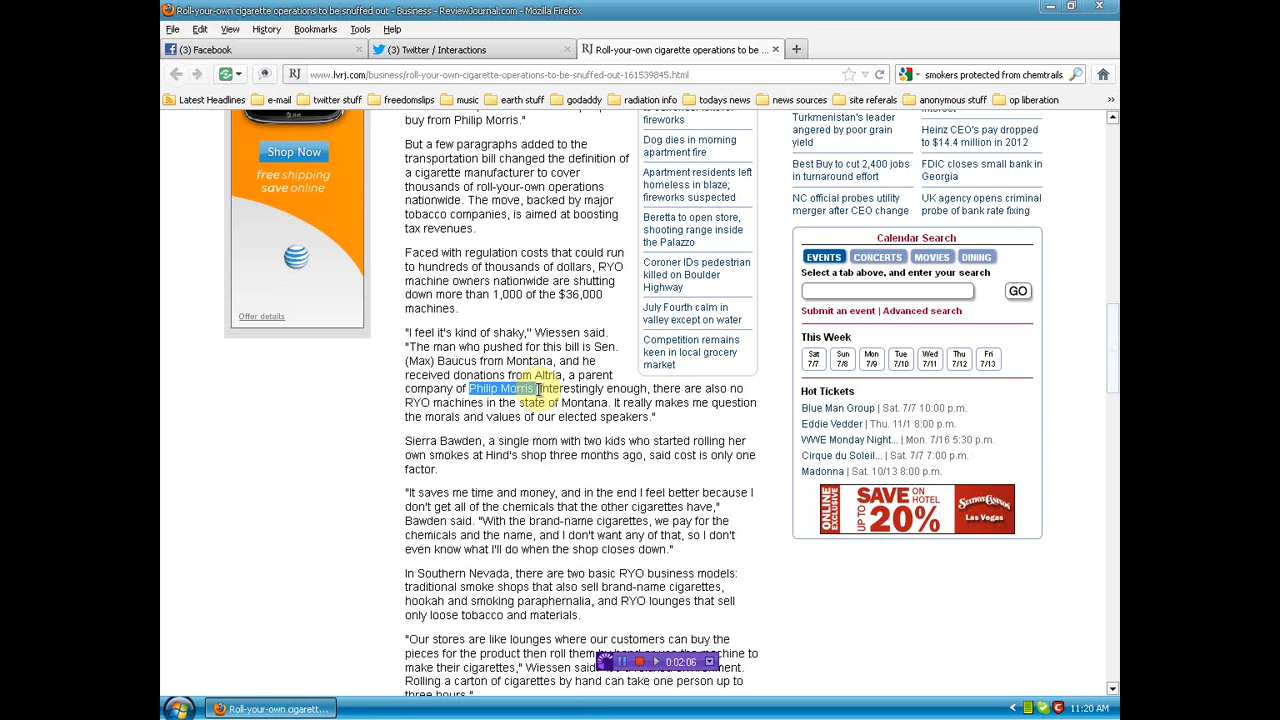 Roll-your-own cigarette operations to be snuffed out - Business - ReviewJournal.com - Mozilla Firefox
File Edit View History Bookmarks Tools Help
(3) Facebook
(3) Twitter / Interactions
RJ Roll-your-own cigarette operations to be ...
RJ www.lvrj.com/business/roll-your-own-cigarette-operations-to-be-snuffed-out-161539845.html
smokers protected from chemtrails
Latest Headlines e-mail twitter stuff freedomslips music earth stuff godaddy radiation info todays news news sources site referals anonymous stuff op liberation
at&t
Shop Now
free shipping
save online
Offer details
buy from Philip Morris."
But a few paragraphs added to the
transportation bill changed the definition of
a cigarette manufacturer to cover
thousands of roll-your-own operations
nationwide. The move, backed by major
tobacco companies, is aimed at boosting
tax revenues.
Faced with regulation costs that could run
to hundreds of thousands of dollars, RYO
machine owners nationwide are shutting
down more than 1,000 of the $36,000
machines.
"I feel it's kind of shaky," Wiessen said.
"The man who pushed for this bill is Sen.
(Max) Baucus from Montana, and he
received donations from Altria, a parent
company of Philip Morris. Interestingly enough, there are also no
RYO machines in the state of Montana. It really makes me question
the morals and values of our elected speakers."
Sierra Bawden, a single mom with two kids who started rolling her
own smokes at Hind's shop three months ago, said cost is only one
factor.
"It saves me time and money, and in the end I feel better because I
don't get all of the chemicals that the other cigarettes have,"
Bawden said. "With the brand-name cigarettes, we pay for the
chemicals and the name, and I don't want any of that, so I don't
even know what I'll do when the shop closes down."
In Southern Nevada, there are two basic RYO business models:
traditional smoke shops that also sell brand-name cigarettes,
hookah and smoking paraphernalia, and RYO lounges that sell
only loose tobacco and materials.
"Our stores are like lounges where our customers can buy the
pieces for the product then roll them by hand or use the machine to
make their cigarettes," Wiessen said.
Rolling a carton of cigarettes by hand can take one person up to
three hours."
fireworks
Dog dies in morning
apartment fire
Apartment residents left
homeless in blaze;
fireworks suspected
Beretta to open store,
shooting range inside
the Palazzo
Coroner IDs pedestrian
killed on Boulder
Highway
July Fourth calm in
valley except on water
Competition remains
keen in local grocery
market
Turkmenistan's leader
angered by poor grain
yield
Best Buy to cut 2,400 jobs
in turnaround effort
NC official probes utility
merger after CEO change
Heinz CEO's pay dropped
to $14.4 million in 2012
FDIC closes small bank in
Georgia
UK agency opens criminal
probe of bank rate fixing
Calendar Search
EVENTS CONCERTS MOVIES DINING
Select a tab above, and enter your search
GO
Submit an event | Advanced search
This Week
Sat Sun Mon Tue Wed Thu Fri
7/7 7/8 7/9 7/10 7/11 7/12 7/13
Hot Tickets
Blue Man Group | Sat. 7/7 10:00 p.m.
Eddie Vedder | Thu. 11/1 8:00 p.m.
WWE Monday Night... | Mon. 7/16 5:30 p.m.
Cirque du Soleil... | Sat. 7/7 7:00 p.m.
Madonna | Sat. 10/13 8:00 p.m.
ONLINE
EXCLUSIVE
SAVE ON HOTEL
UP TO 20%
Station Casinos
Las Vegas
0:02:06
Roll-your-own cigarett...
11:20 AM